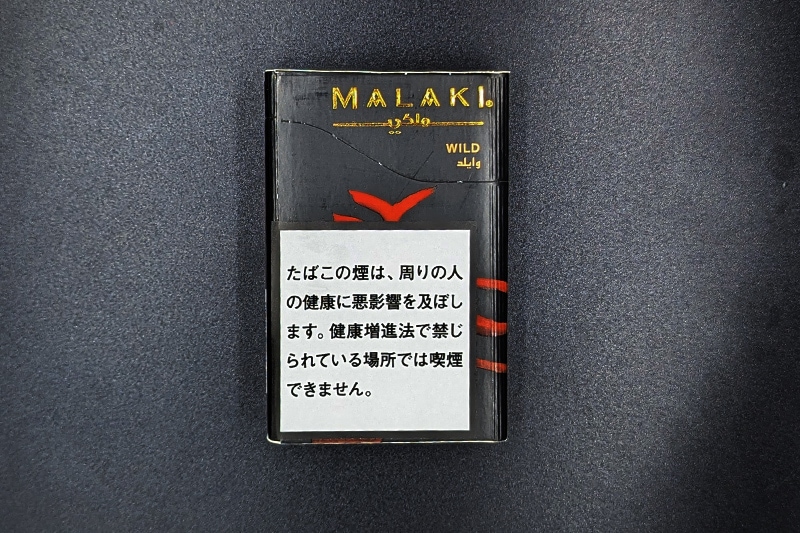 MALAKI®
ملكي
WILD
وايلد
たばこの煙は、周りの人
の健康に悪影響を及ぼし
ます。健康増進法で禁じ
られている場所では喫煙
できません。